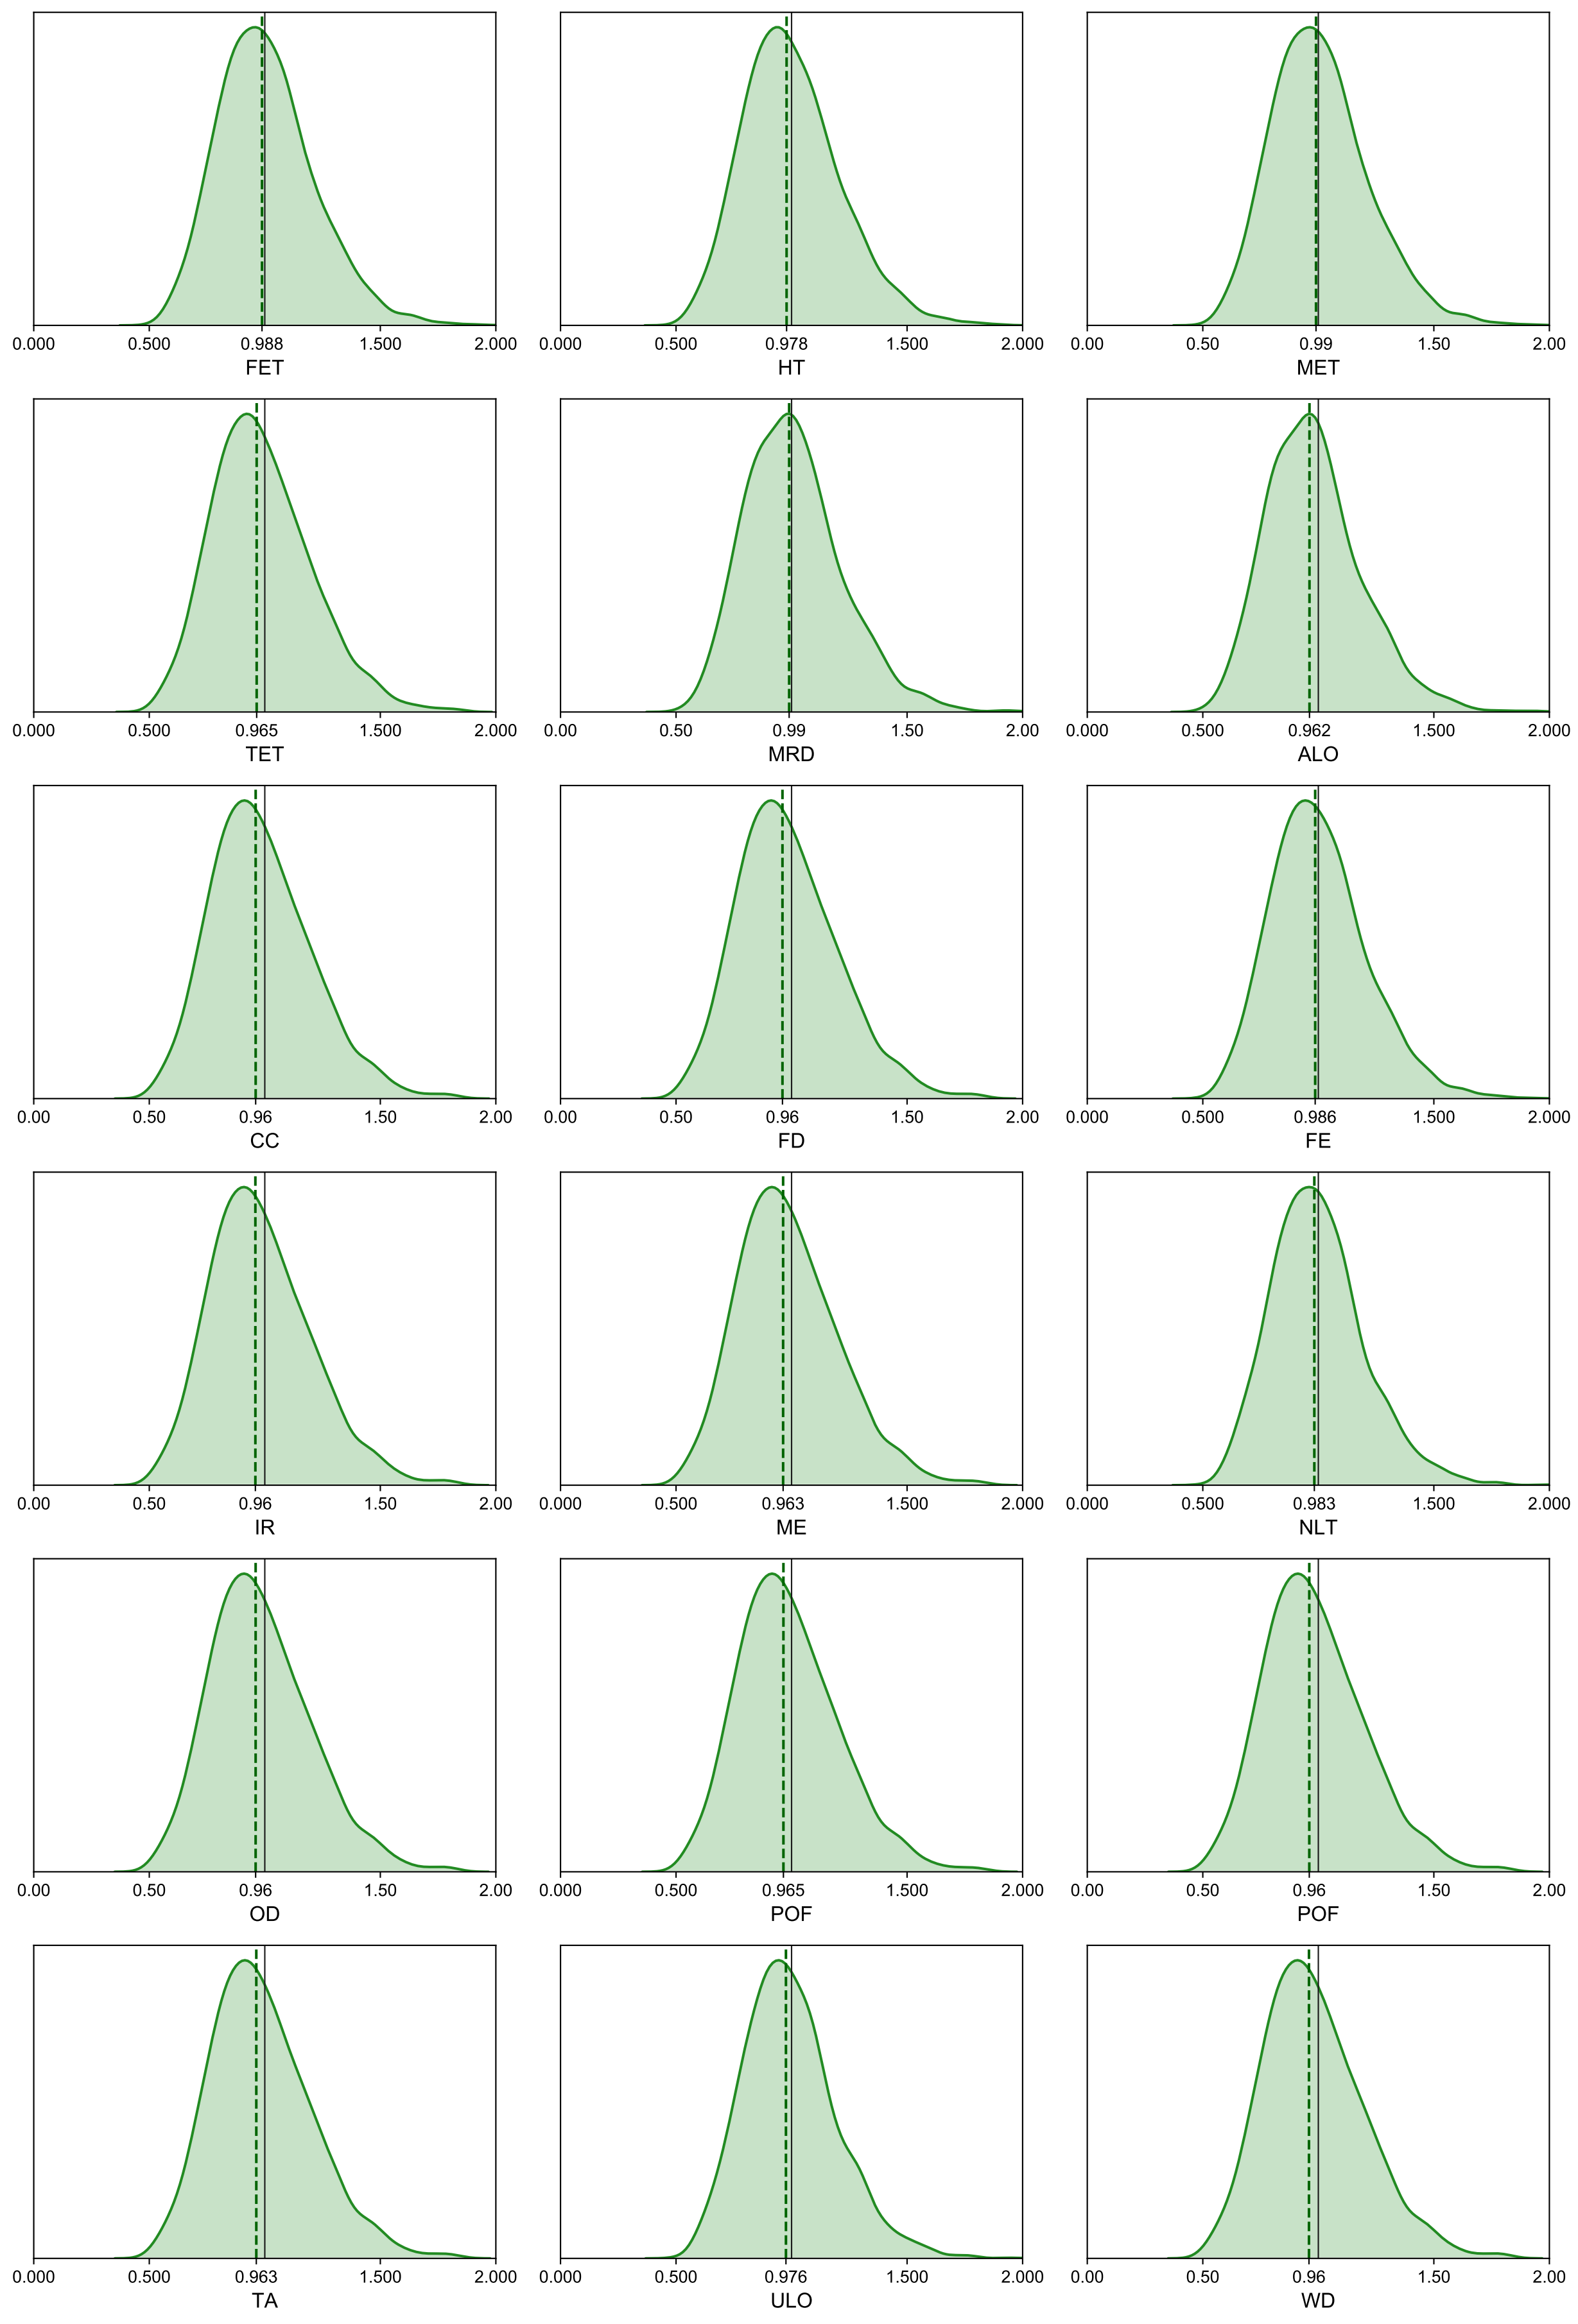 0.000 0.500 0.988 1.500 2.000
FET
0.000 0.500 0.978 1.500 2.000
HT
0.00 0.50 0.99 1.50 2.00
MET
0.000 0.500 0.965 1.500 2.000
TET
0.00 0.50 0.99 1.50 2.00
MRD
0.000 0.500 0.962 1.500 2.000
ALO
0.00 0.50 0.96 1.50 2.00
CC
0.00 0.50 0.96 1.50 2.00
FD
0.000 0.500 0.986 1.500 2.000
FE
0.00 0.50 0.96 1.50 2.00
IR
0.000 0.500 0.963 1.500 2.000
ME
0.000 0.500 0.983 1.500 2.000
NLT
0.00 0.50 0.96 1.50 2.00
OD
0.000 0.500 0.965 1.500 2.000
POF
0.00 0.50 0.96 1.50 2.00
POF
0.000 0.500 0.963 1.500 2.000
TA
0.000 0.500 0.976 1.500 2.000
ULO
0.00 0.50 0.96 1.50 2.00
WD